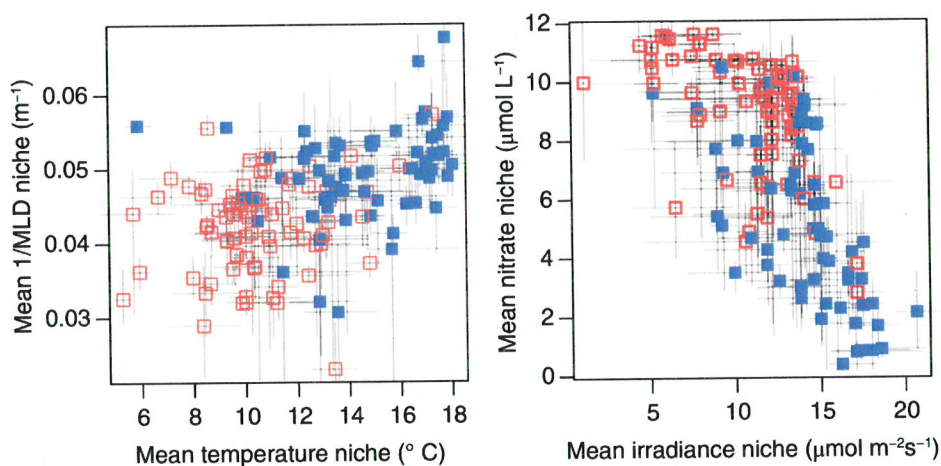 Mean 1/MLD niche (m⁻¹)
0.06
0.05
0.04
0.03
6 8 10 12 14 16 18
Mean temperature niche (° C)
Mean nitrate niche (μmol L⁻¹)
12
10
8
6
4
2
0
5 10 15 20
Mean irradiance niche (μmol m⁻²s⁻¹)